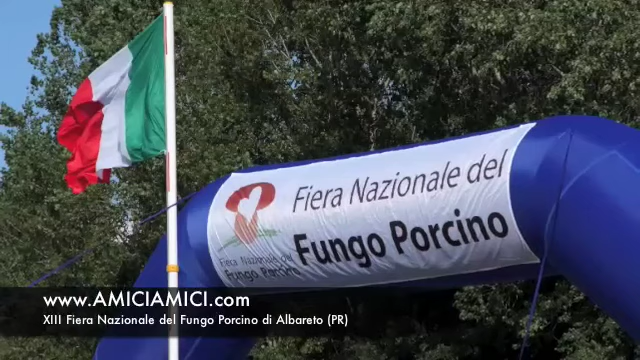 Fiera Nazionale del
Fungo Porcino
Fiera Nazionale del
Fungo Porcino
www.AMICIAMICI.com
XIII Fiera Nazionale del Fungo Porcino di Albareto (PR)